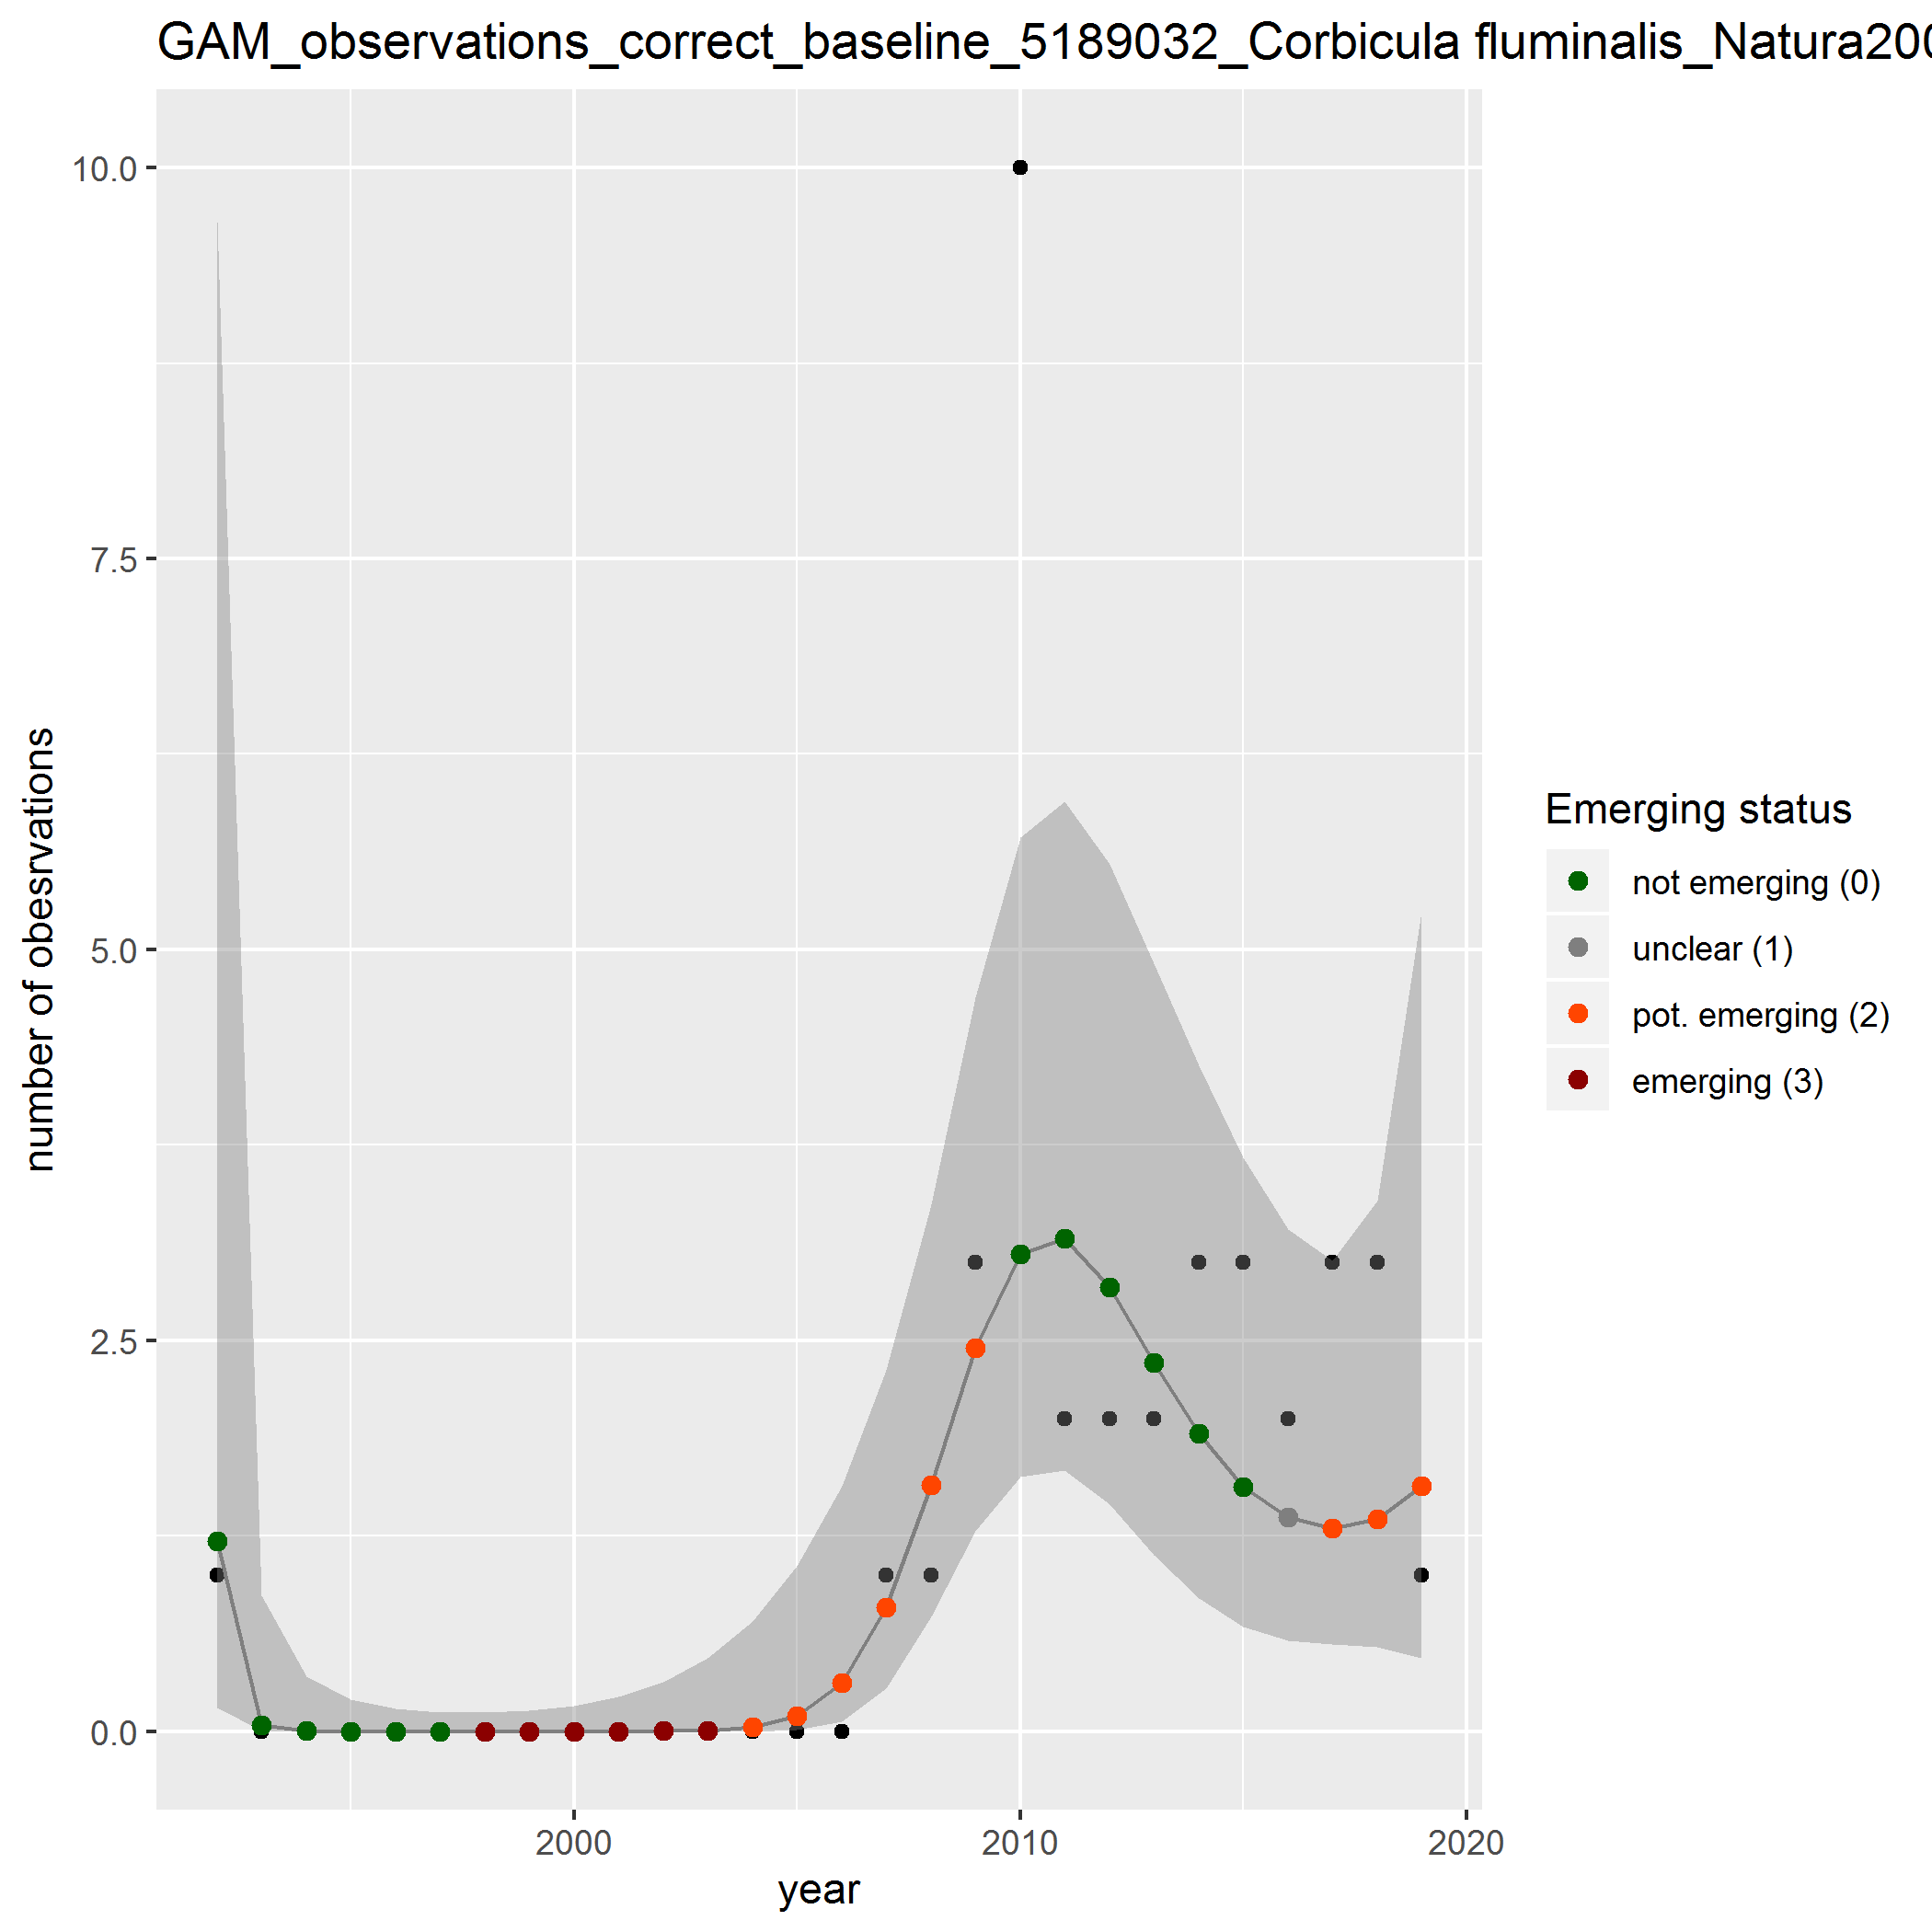 GAM_observations_correct_baseline_5189032_Corbicula fluminalis_Natura200
10.0
7.5
5.0
2.5
0.0
number of obesrvations
2000
2010
2020
year
Emerging status
not emerging (0)
unclear (1)
pot. emerging (2)
emerging (3)